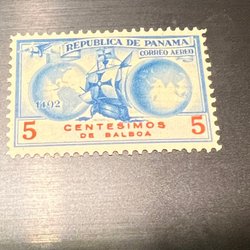 REPUBLICA DE PANAMA
CORREO AEREO
1492
5 CENTESIMOS 5
DE BALBOA